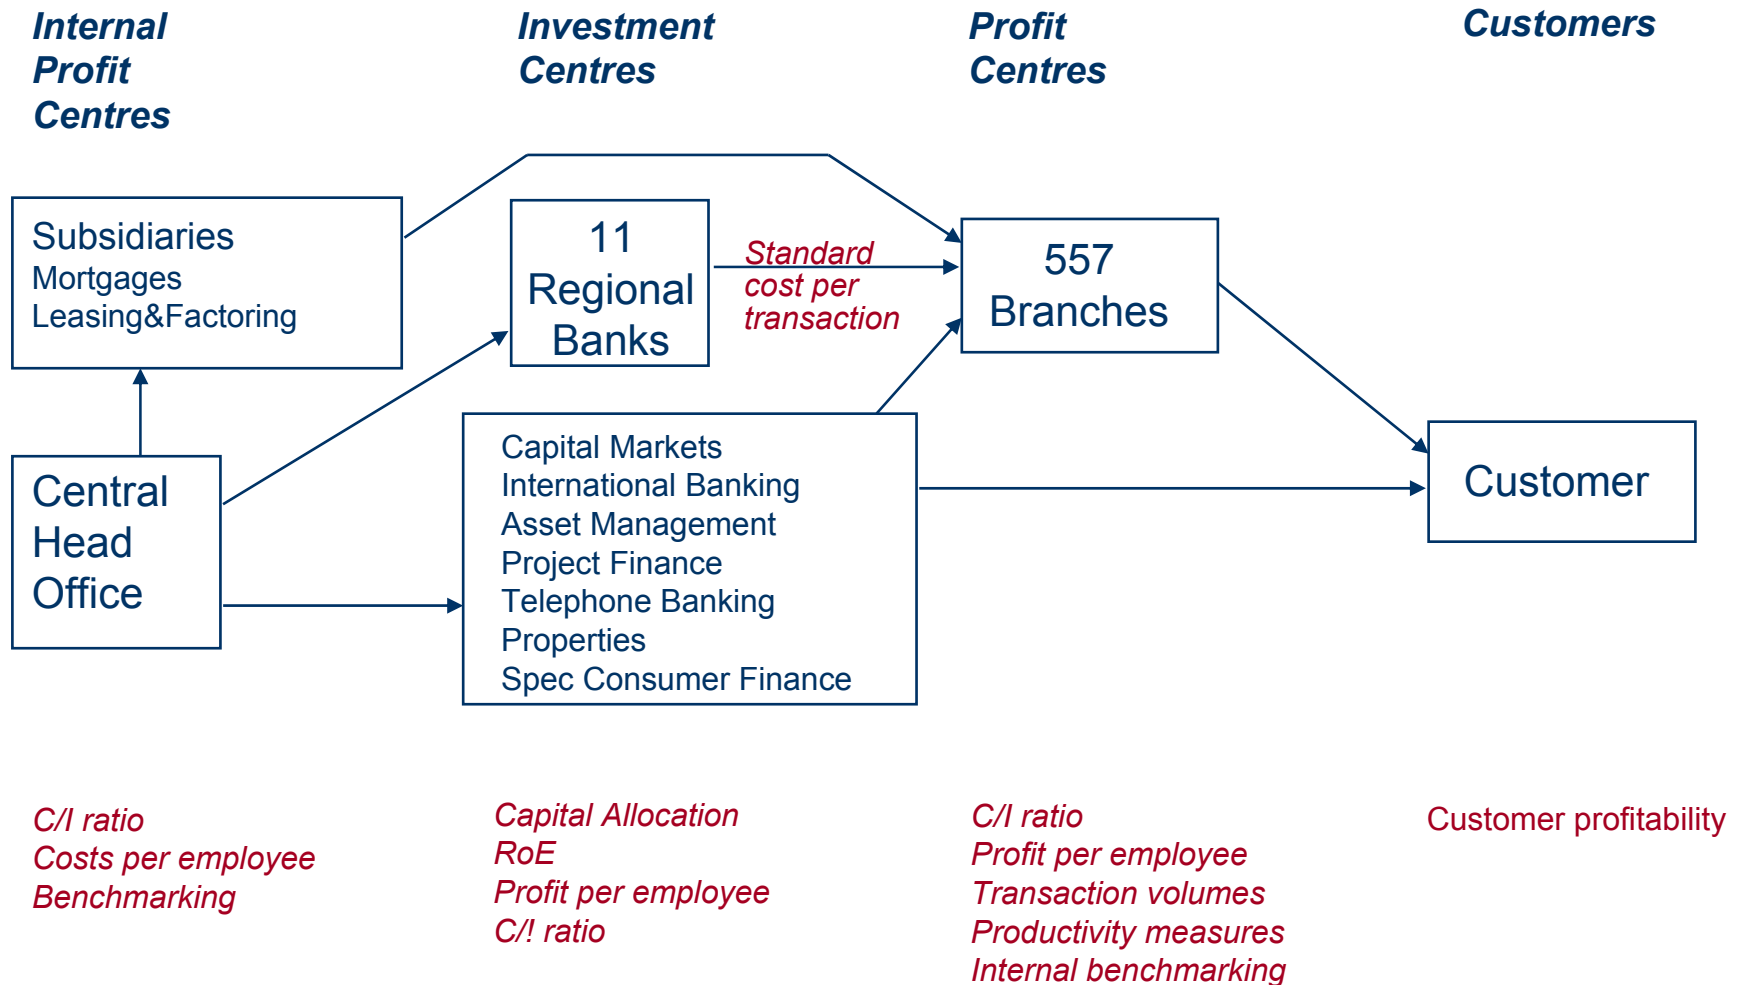 Internal
Profit
Centres
Investment
Centres
Profit
Centres
Customers
Subsidiaries
Mortgages
Leasing&Factoring
11
Regional
Banks
Standard
cost per
transaction
557
Branches
Central
Head
Office
Capital Markets
International Banking
Asset Management
Project Finance
Telephone Banking
Properties
Spec Consumer Finance
Customer
C/I ratio
Costs per employee
Benchmarking
Capital Allocation
RoE
Profit per employee
C/! ratio
C/I ratio
Profit per employee
Transaction volumes
Productivity measures
Internal benchmarking
Customer profitability